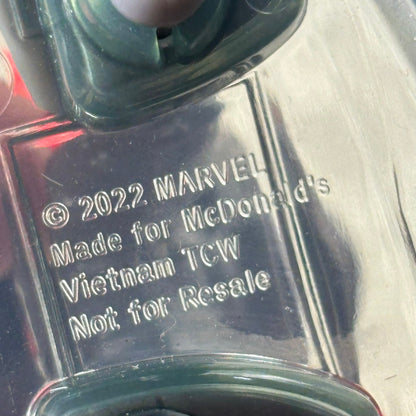 © 2022 MARVEL
Made for McDonald's
Vietnam TCW
Not for Resale